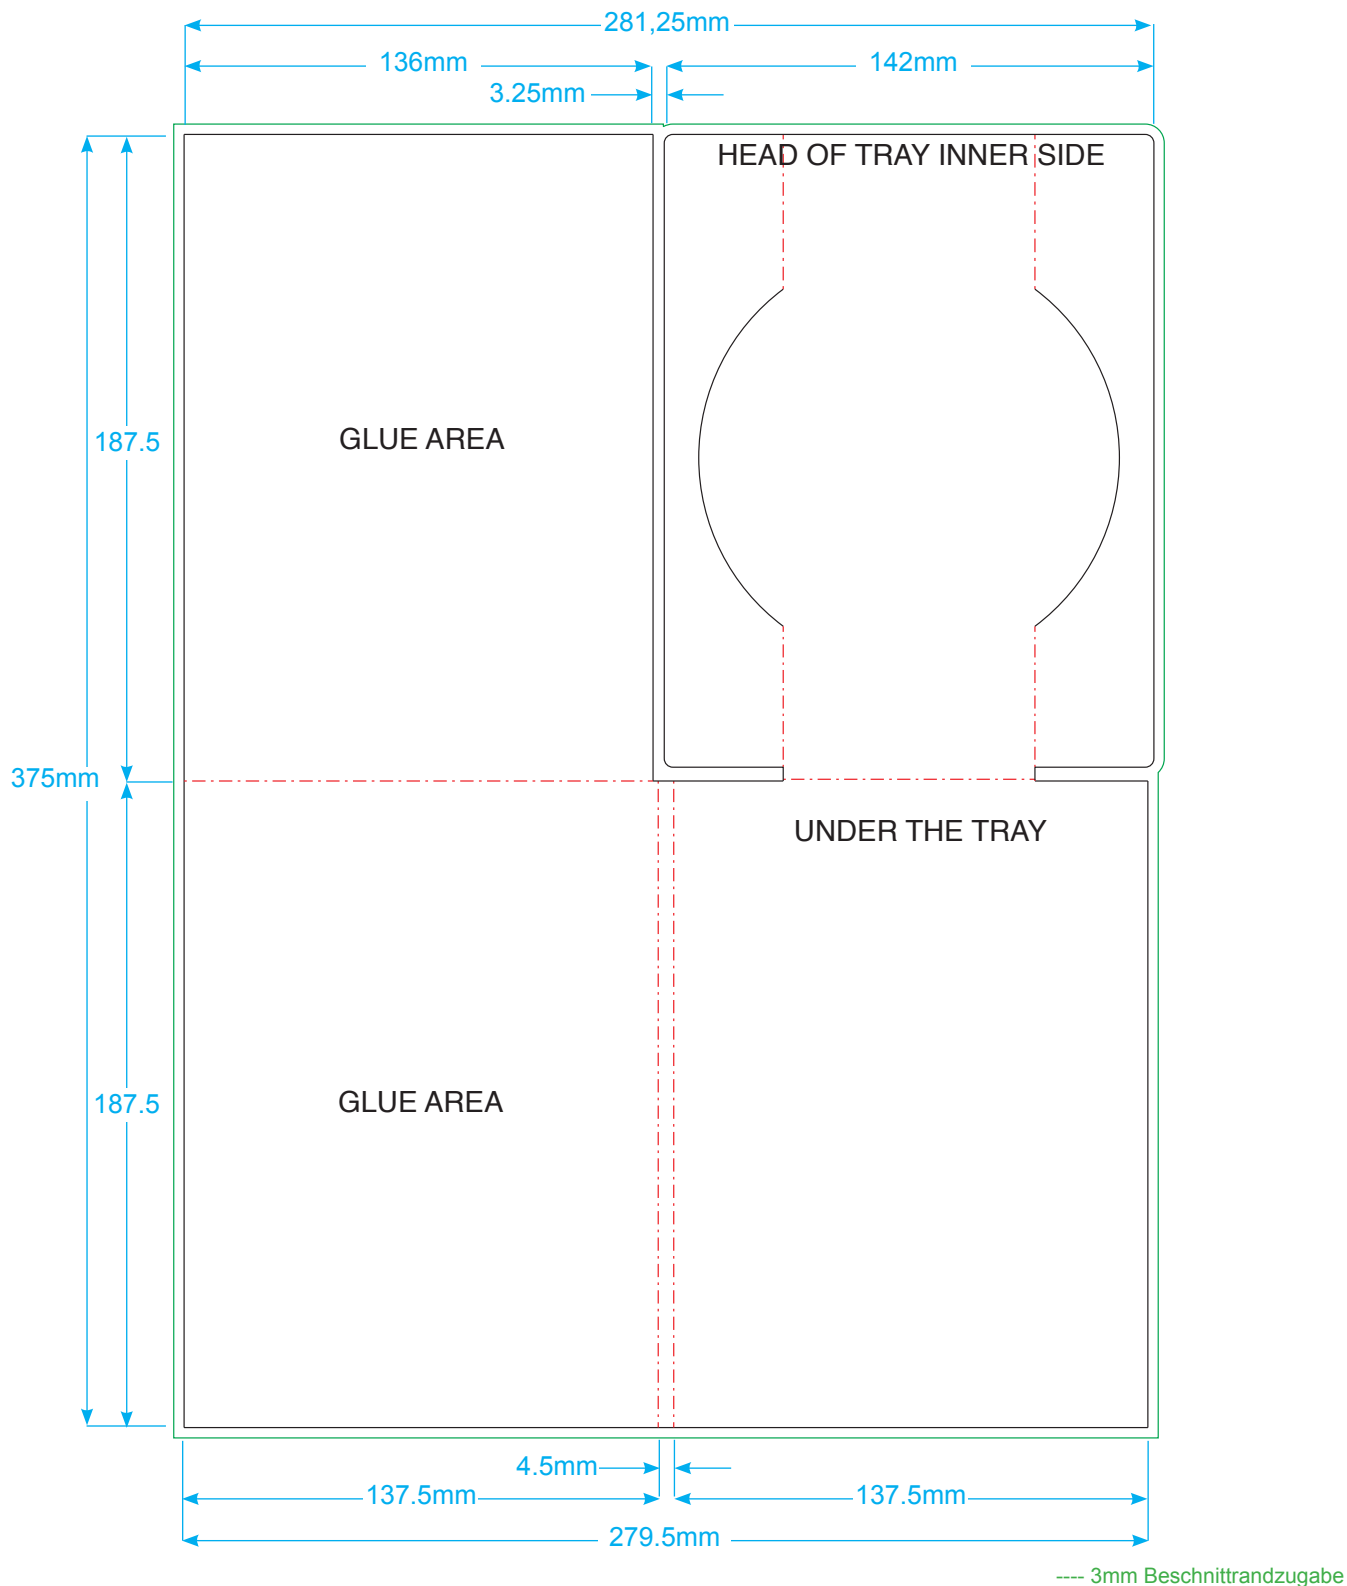 281,25mm
136mm
142mm
3.25mm
HEAD OF TRAY INNER SIDE
187.5
GLUE AREA
375mm
UNDER THE TRAY
187.5
GLUE AREA
4.5mm
137.5mm
137.5mm
279.5mm
---- 3mm Beschnittrandzugabe